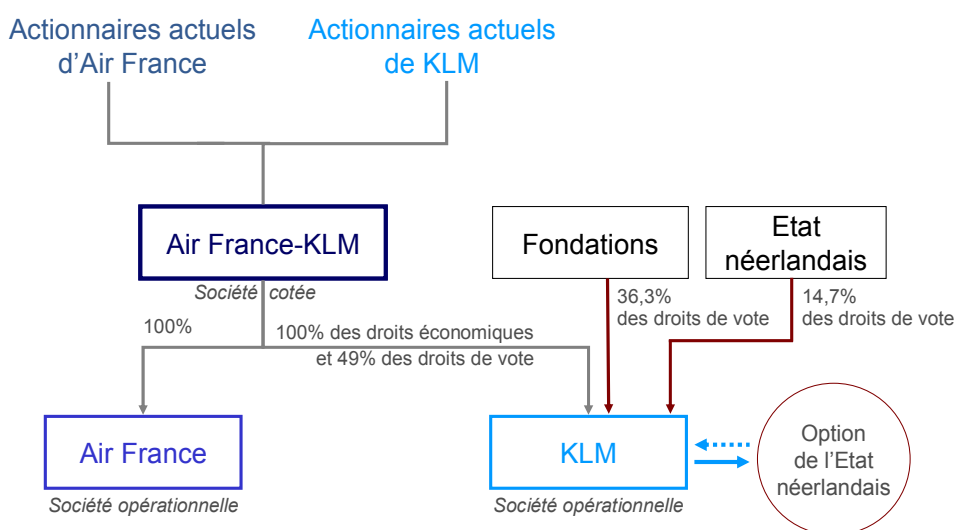 Actionnaires actuels
d'Air France
Actionnaires actuels
de KLM
Air France-KLM
Société cotée
Fondations
Etat
néerlandais
36,3%
des droits de vote
14,7%
des droits de vote
100%
100% des droits économiques
et 49% des droits de vote
Air France
Société opérationnelle
KLM
Société opérationnelle
Option
de l'Etat
néerlandais